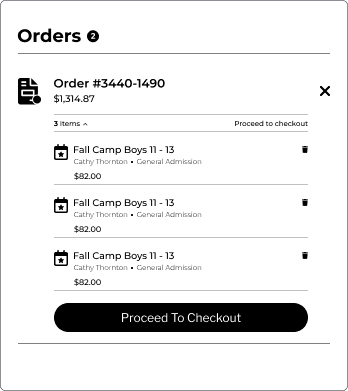 Orders 2
Order #3440-1490
$1,314.87
3 Items Proceed to checkout
Fall Camp Boys 11 - 13
Cathy Thornton • General Admission
$82.00
Fall Camp Boys 11 - 13
Cathy Thornton • General Admission
$82.00
Fall Camp Boys 11 - 13
Cathy Thornton • General Admission
$82.00
Proceed To Checkout